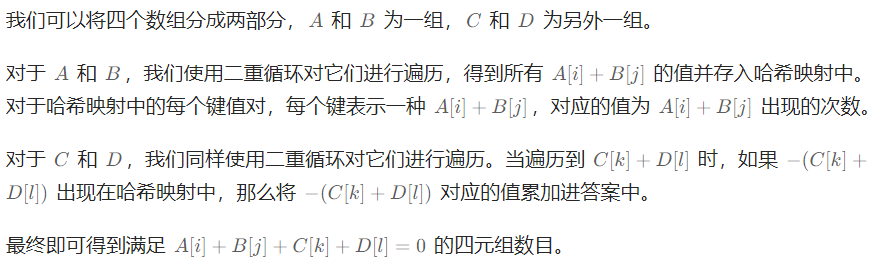 我们可以将四个数组分成两部分，A 和 B 为一组，C 和 D 为另外一组。
对于 A 和 B，我们使用二重循环对它们进行遍历，得到所有 A[i]+B[j] 的值并存入哈希映射中。
对于哈希映射中的每个键值对，每个键表示一种 A[i]+B[j]，对应的值为 A[i]+B[j] 出现的次数。
对于 C 和 D，我们同样使用二重循环对它们进行遍历。当遍历到 C[k]+D[l] 时，如果 −(C[k]+
D[l]) 出现在哈希映射中，那么将 −(C[k]+D[l]) 对应的值累加进答案中。
最终即可得到满足 A[i]+B[j]+C[k]+D[l]=0 的四元组数目。